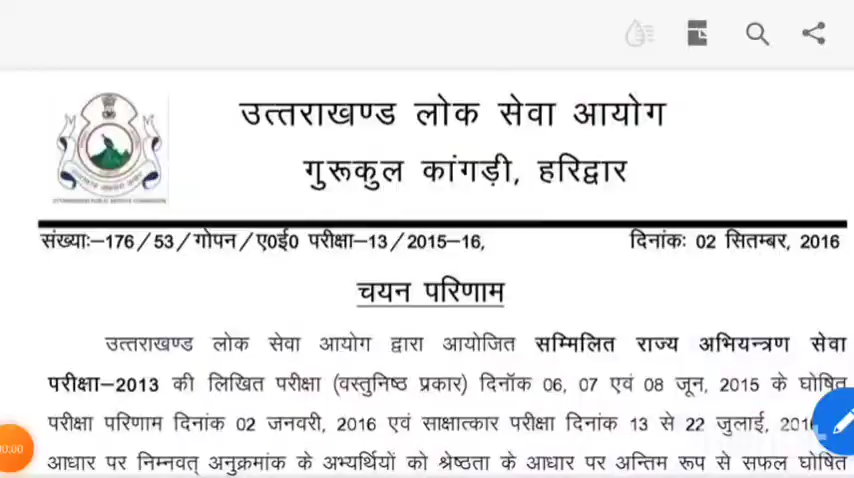 उत्तराखण्ड लोक सेवा आयोग
गुरूकुल कांगड़ी, हरिद्वार
संख्याः–176/53/गोपन/ए0ई0 परीक्षा–13/2015–16,
दिनांकः 02 सितम्बर, 2016
चयन परिणाम
उत्तराखण्ड लोक सेवा आयोग द्वारा आयोजित सम्मिलित राज्य अभियन्त्रण सेवा
परीक्षा–2013 की लिखित परीक्षा (वस्तुनिष्ठ प्रकार) दिनॉक 06, 07 एवं 08 जून, 2015 के घोषित
परीक्षा परिणाम दिनांक 02 जनवरी, 2016 एवं साक्षात्कार परीक्षा दिनांक 13 से 22 जुलाई,
आधार पर निम्नवत् अनुक्रमांक के अभ्यर्थियों को श्रेष्ठता के आधार पर अन्तिम रूप से सफल घोषित